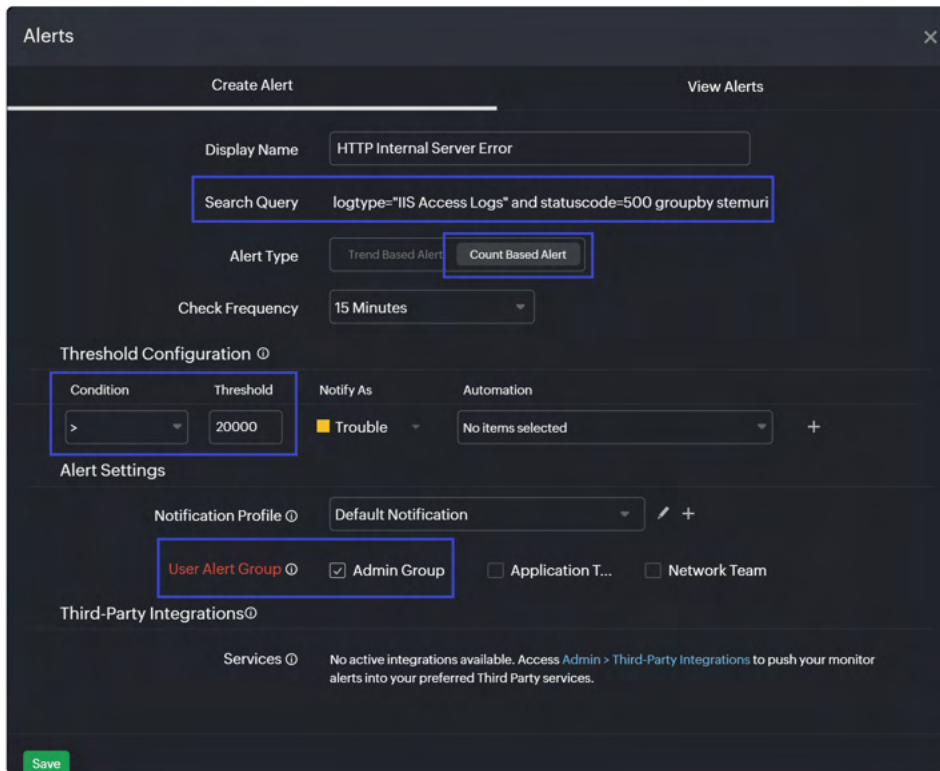 Alerts
Create Alert
View Alerts
Display Name
HTTP Internal Server Error
Search Query
logtype="IIS Access Logs" and statuscode=500 groupby stemuri
Alert Type
Trend Based Alert
Count Based Alert
Check Frequency
15 Minutes
Threshold Configuration
Condition
Threshold
Notify As
Automation
>
20000
Trouble
No items selected
+
Alert Settings
Notification Profile
Default Notification
+
User Alert Group
Admin Group
Application T...
Network Team
Third-Party Integrations
Services
No active integrations available. Access Admin > Third-Party Integrations to push your monitor
alerts into your preferred Third Party services.
Save